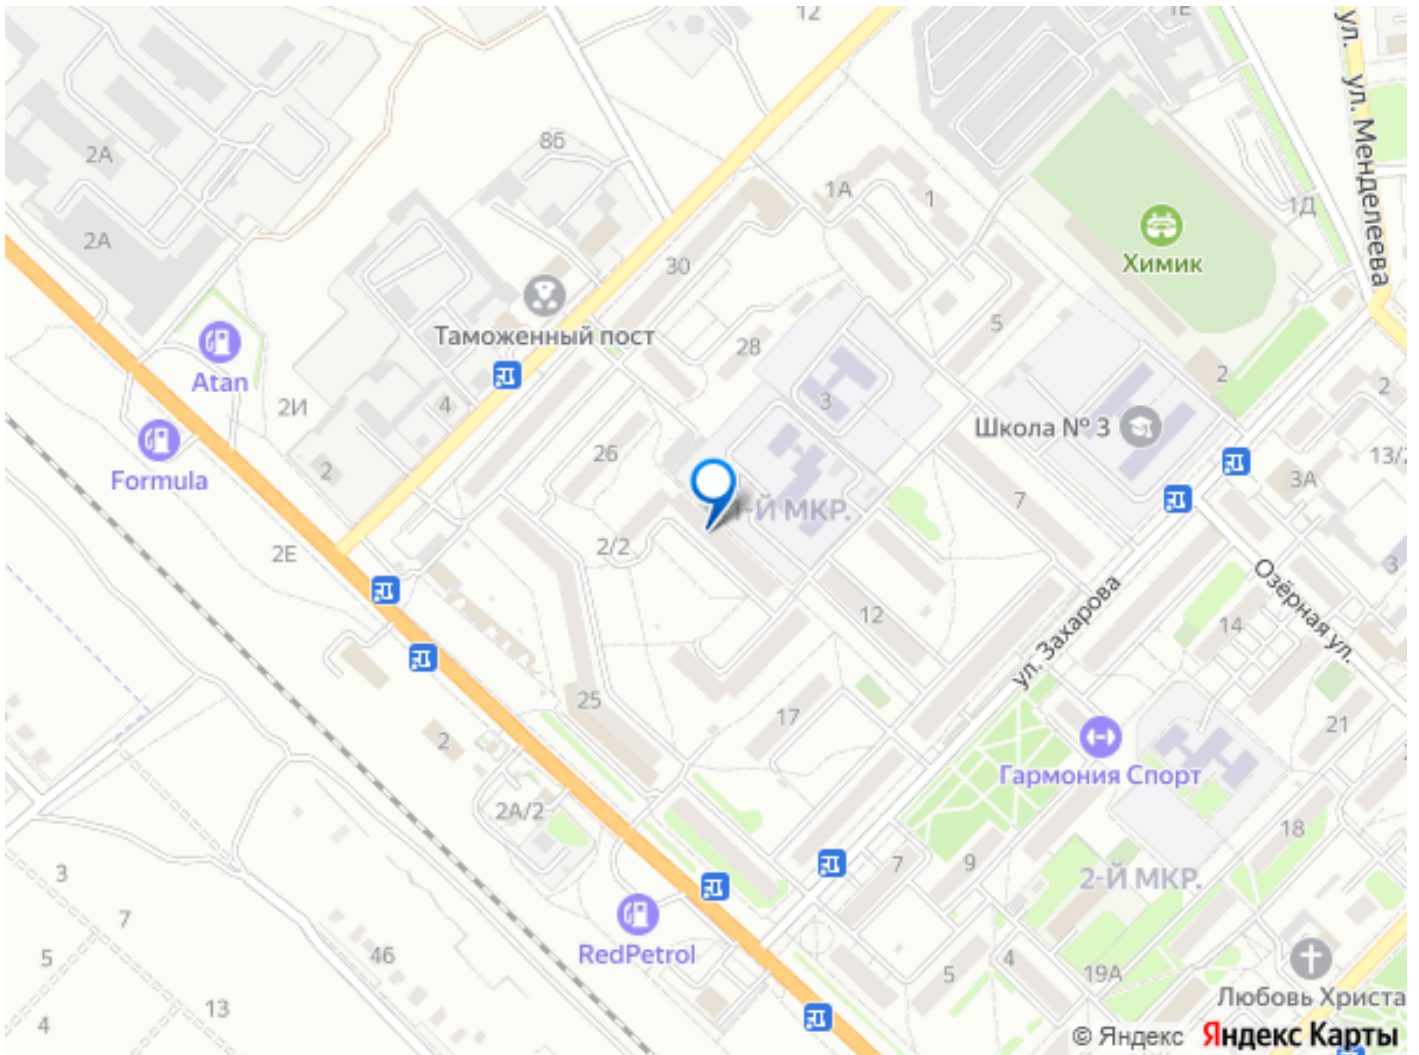 12
1Е
ул.
ул. Менделеева
86
2А
1А
1
1Д
2А
30
Химик
Таможенный пост
5
28
2
2
Atan
2И
4
3
Школа № 3
13/2
Formula
2
26
7
3А
1-Й МКР.
2Е
2/2
3
Озёрная ул.
12
ул. Захарова
14
25
17
21
2
Гармония Спорт
2А/2
18
3
7
9
2-Й МКР.
7
RedPetrol
46
5
5
4
19А
13
4
Любовь Христа
© Яндекс Яндекс Карты